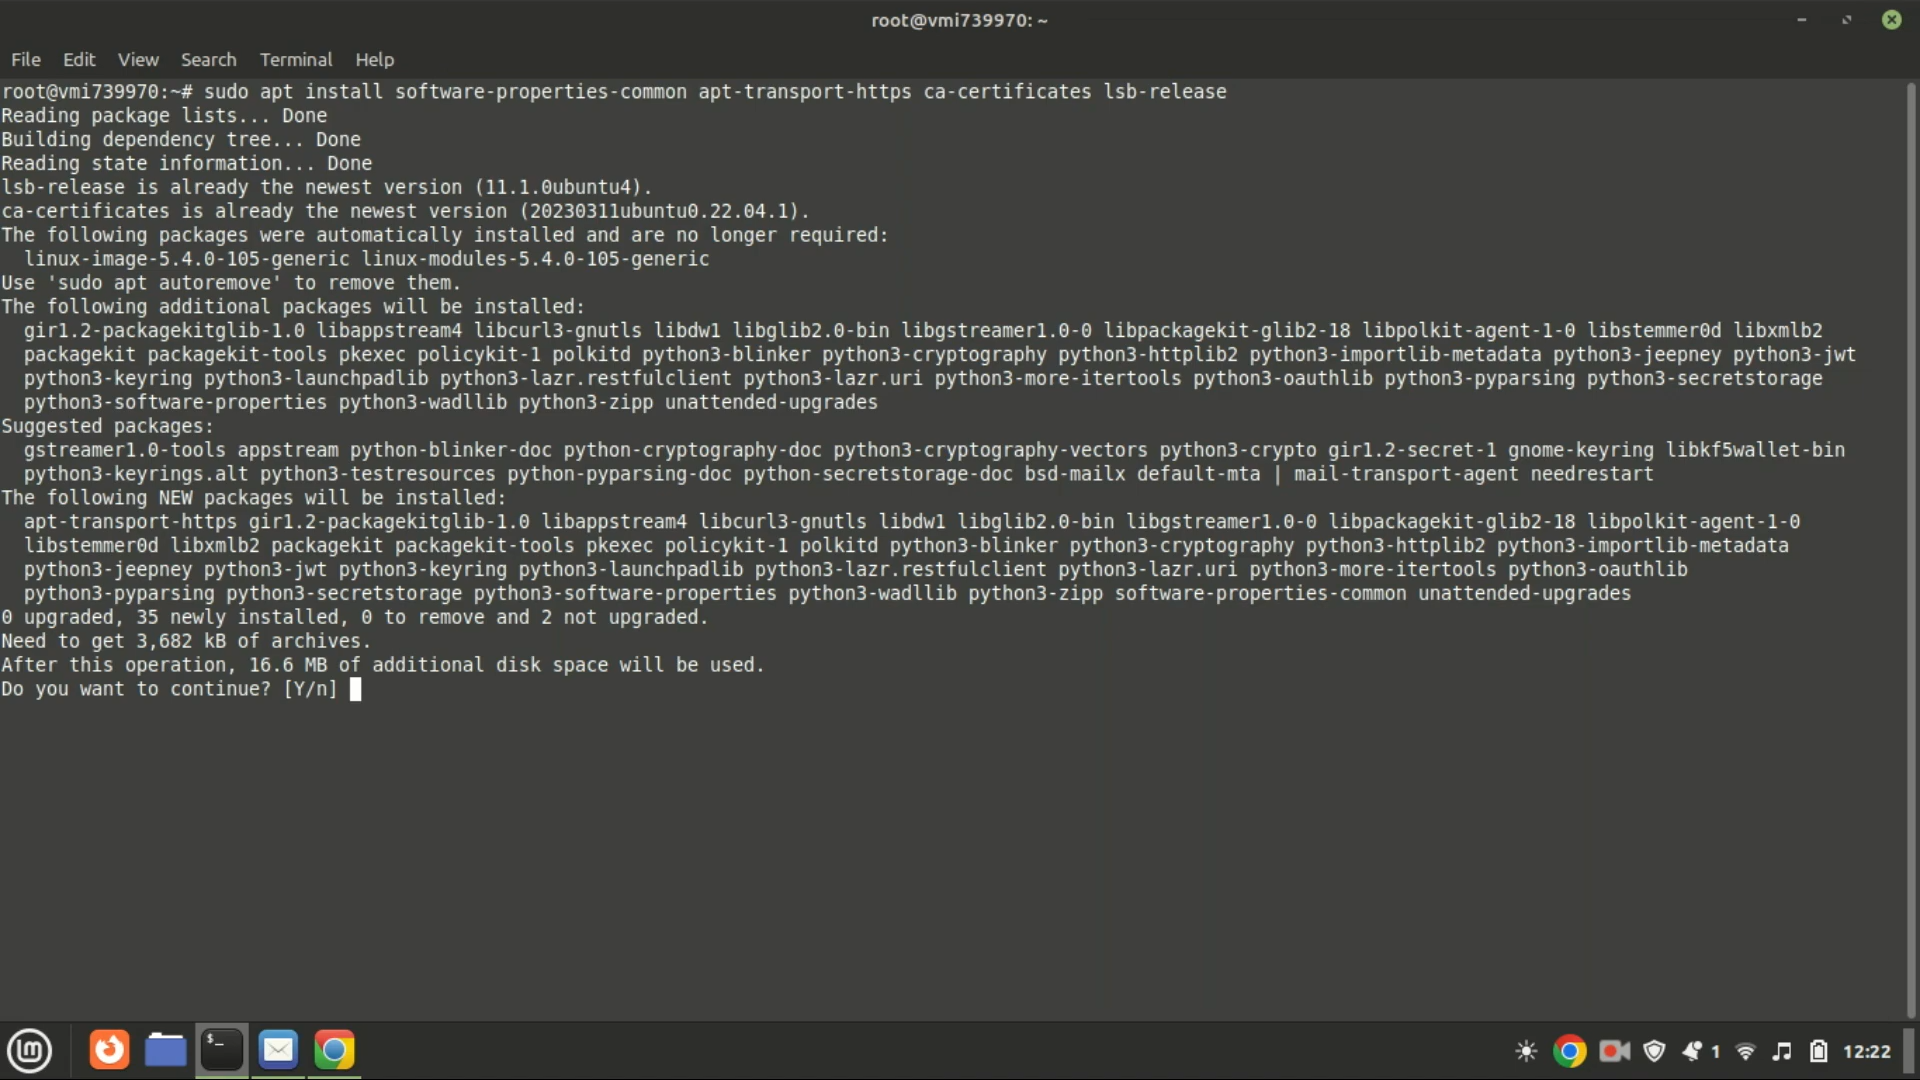 root@vmi739970: ~
File Edit View Search Terminal Help
root@vmi739970:~# sudo apt install software-properties-common apt-transport-https ca-certificates lsb-release
Reading package lists... Done
Building dependency tree... Done
Reading state information... Done
lsb-release is already the newest version (11.1.0ubuntu4).
ca-certificates is already the newest version (20230311ubuntu0.22.04.1).
The following packages were automatically installed and are no longer required:
  linux-image-5.4.0-105-generic linux-modules-5.4.0-105-generic
Use 'sudo apt autoremove' to remove them.
The following additional packages will be installed:
  gir1.2-packagekitglib-1.0 libappstream4 libcurl3-gnutls libdw1 libglib2.0-bin libgstreamer1.0-0 libpackagekit-glib2-18 libpolkit-agent-1-0 libstemmer0d libxmlb2
  packagekit packagekit-tools pkexec policykit-1 polkitd python3-blinker python3-cryptography python3-httplib2 python3-importlib-metadata python3-jeepney python3-jwt
  python3-keyring python3-launchpadlib python3-lazr.restfulclient python3-lazr.uri python3-more-itertools python3-oauthlib python3-pyparsing python3-secretstorage
  python3-software-properties python3-wadllib python3-zipp unattended-upgrades
Suggested packages:
  gstreamer1.0-tools appstream python-blinker-doc python-cryptography-doc python3-cryptography-vectors python3-crypto gir1.2-secret-1 gnome-keyring libkf5wallet-bin
  python3-keyrings.alt python3-testresources python-pyparsing-doc python-secretstorage-doc bsd-mailx default-mta | mail-transport-agent needrestart
The following NEW packages will be installed:
  apt-transport-https gir1.2-packagekitglib-1.0 libappstream4 libcurl3-gnutls libdw1 libglib2.0-bin libgstreamer1.0-0 libpackagekit-glib2-18 libpolkit-agent-1-0
  libstemmer0d libxmlb2 packagekit packagekit-tools pkexec policykit-1 polkitd python3-blinker python3-cryptography python3-httplib2 python3-importlib-metadata
  python3-jeepney python3-jwt python3-keyring python3-launchpadlib python3-lazr.restfulclient python3-lazr.uri python3-more-itertools python3-oauthlib
  python3-pyparsing python3-secretstorage python3-software-properties python3-wadllib python3-zipp software-properties-common unattended-upgrades
0 upgraded, 35 newly installed, 0 to remove and 2 not upgraded.
Need to get 3,682 kB of archives.
After this operation, 16.6 MB of additional disk space will be used.
Do you want to continue? [Y/n]
1 12:22